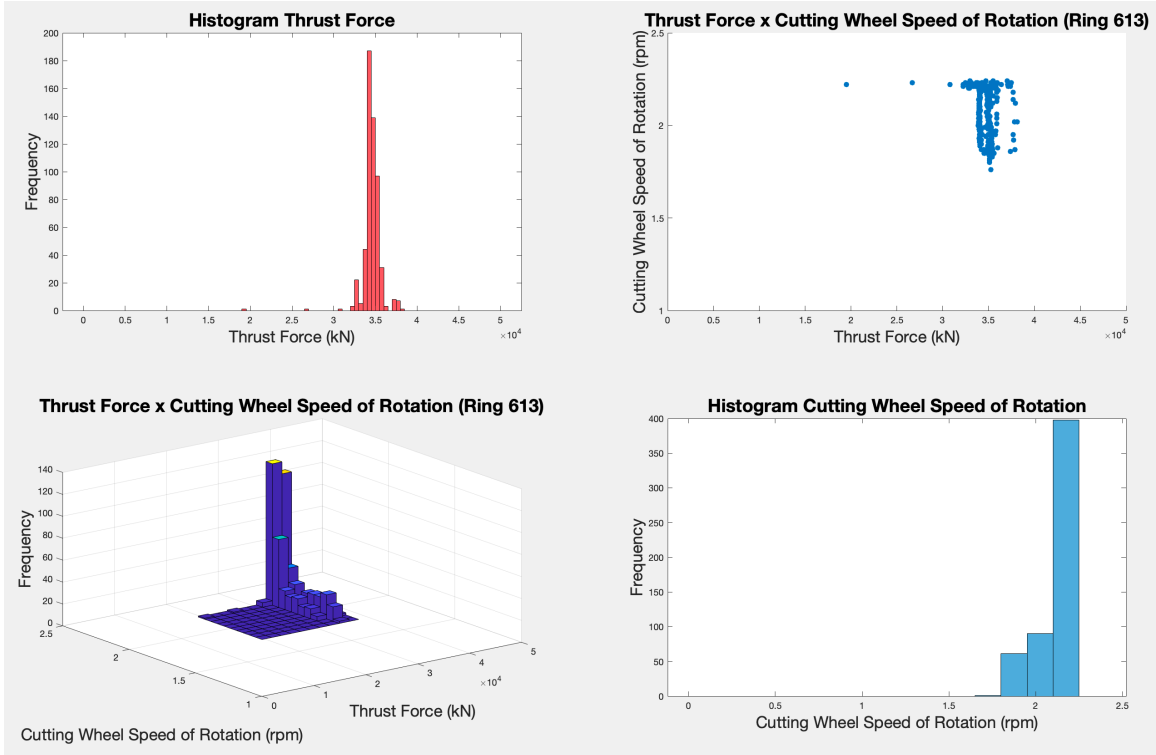 Histogram Thrust Force
200
180
160
140
120
100
80
60
40
20
0
Frequency
0 0.5 1 1.5 2 2.5 3 3.5 4 4.5 5
×10^4
Thrust Force (kN)
Thrust Force x Cutting Wheel Speed of Rotation (Ring 613)
2.5
2
1.5
1
Cutting Wheel Speed of Rotation (rpm)
0 0.5 1 1.5 2 2.5 3 3.5 4 4.5 5
×10^4
Thrust Force (kN)
Thrust Force x Cutting Wheel Speed of Rotation (Ring 613)
140
120
100
80
60
40
20
0
Frequency
2.5
2
1.5
1
0
1
2
3
4
5
×10^4
Thrust Force (kN)
Cutting Wheel Speed of Rotation (rpm)
Histogram Cutting Wheel Speed of Rotation
400
350
300
250
200
150
100
50
0
Frequency
0 0.5 1 1.5 2 2.5
Cutting Wheel Speed of Rotation (rpm)